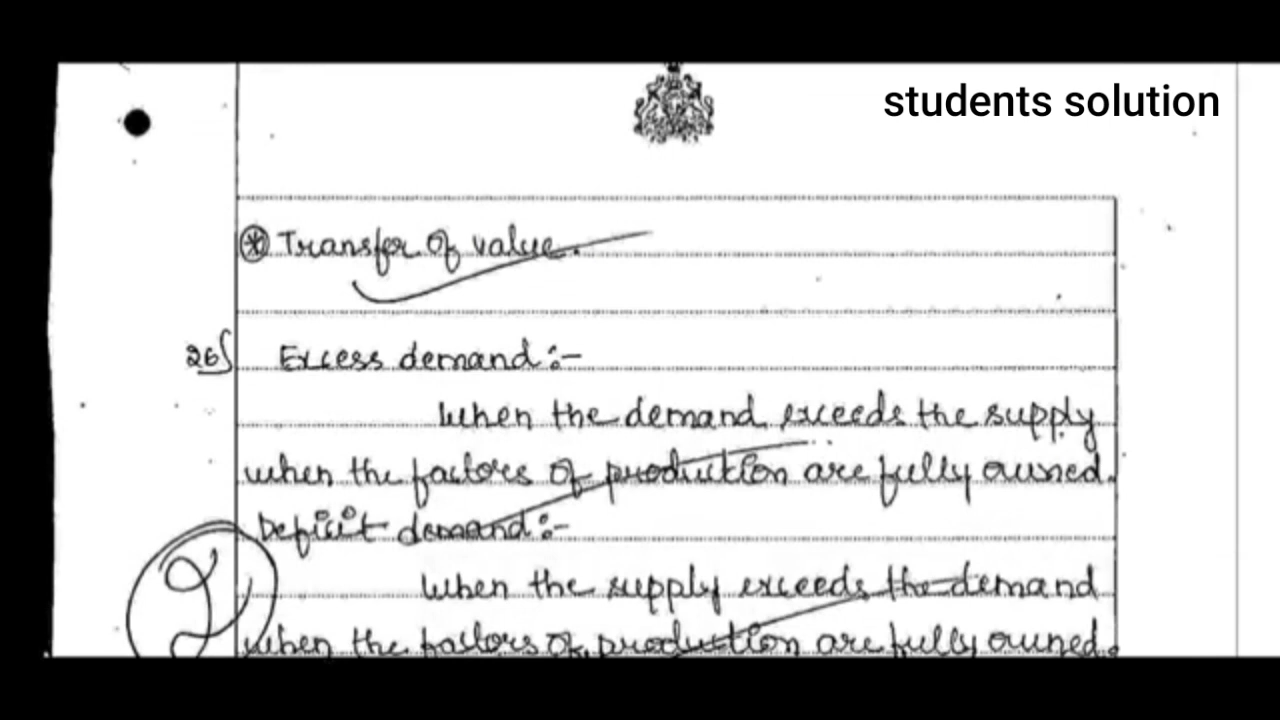 students solution
⊛ Transfer of value.
26) Excess demand :-
When the demand exceeds the supply
when the factors of production are fully owned.
Deficit demand :-
When the supply exceeds the demand
when the factors of production are fully owned.
2